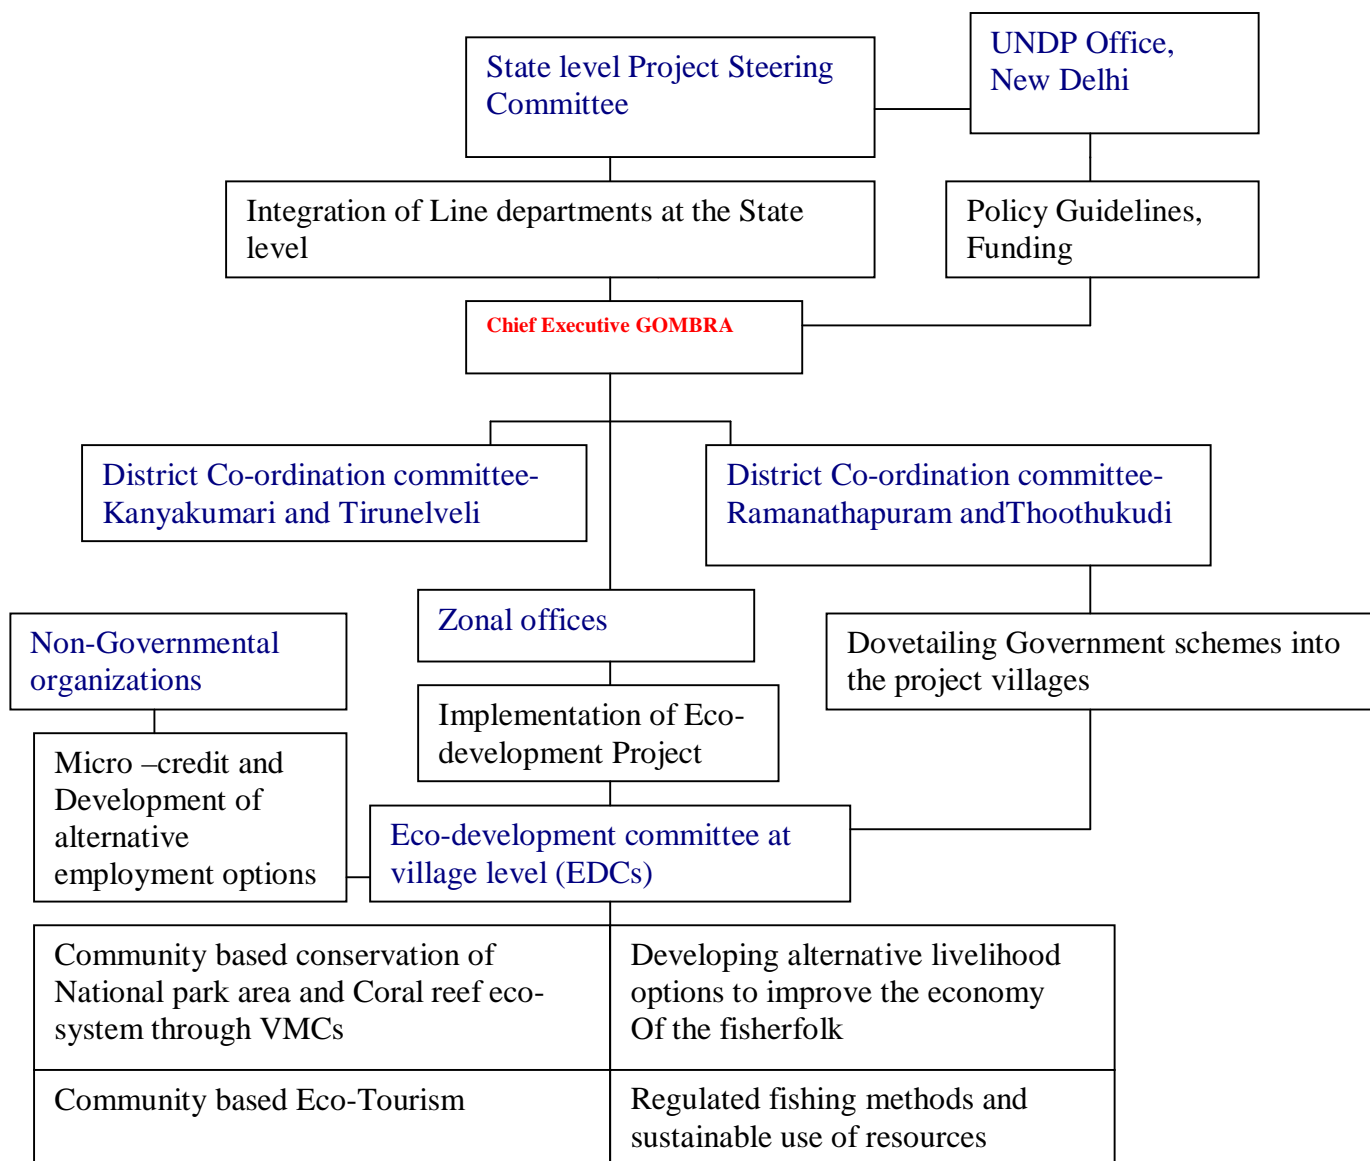 State level Project Steering
Committee
UNDP Office,
New Delhi
Integration of Line departments at the State
level
Policy Guidelines,
Funding
Chief Executive GOMBRA
District Co-ordination committee-
Kanyakumari and Tirunelveli
District Co-ordination committee-
Ramanathapuram andThoothukudi
Zonal offices
Non-Governmental
organizations
Dovetailing Government schemes into
the project villages
Implementation of Eco-
development Project
Micro –credit and
Development of
alternative
employment options
Eco-development committee at
village level (EDCs)
Community based conservation of
National park area and Coral reef eco-
system through VMCs
Developing alternative livelihood
options to improve the economy
Of the fisherfolk
Community based Eco-Tourism
Regulated fishing methods and
sustainable use of resources